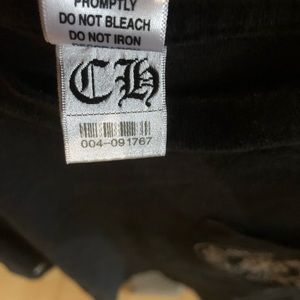 PROMPTLY
DO NOT BLEACH
DO NOT IRON
CH
004-091767